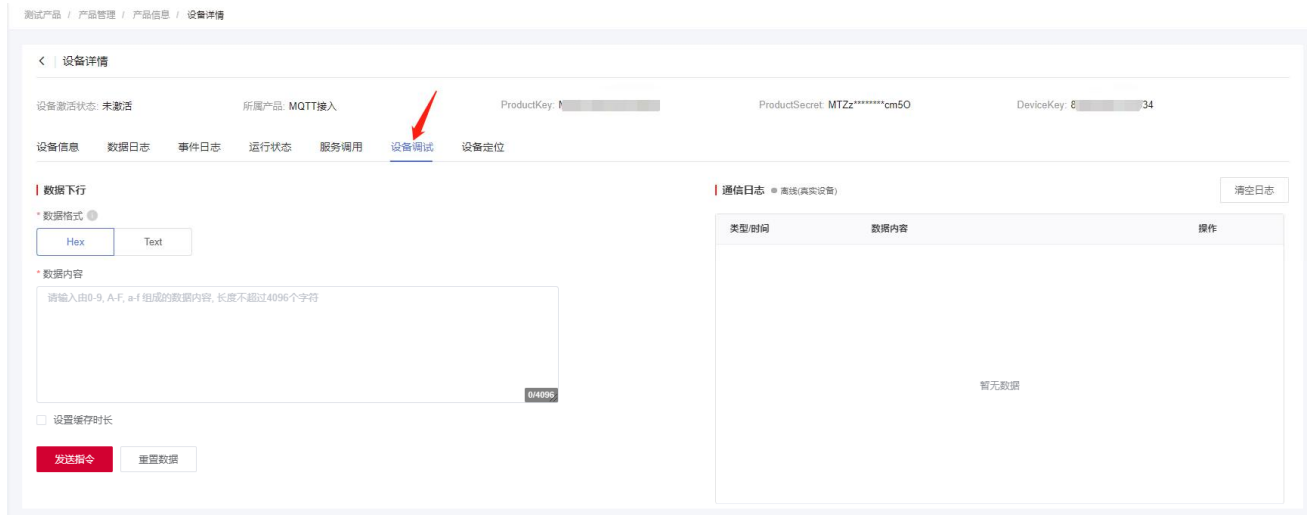 测试产品 / 产品管理 / 产品信息 / 设备详情
设备详情
设备激活状态: 未激活 所属产品: MQTT接入 ProductKey: ProductSecret: MTZz********cm5O DeviceKey: 8 34
设备信息 数据日志 事件日志 运行状态 服务调用 设备调试 设备定位
数据下行
* 数据格式
Hex Text
* 数据内容
请输入由0-9, A-F, a-f 组成的数据内容, 长度不超过4096个字符
0/4096
设置缓存时长
发送指令 重置数据
通信日志 离线(真实设备) 清空日志
类型/时间 数据内容 操作
暂无数据